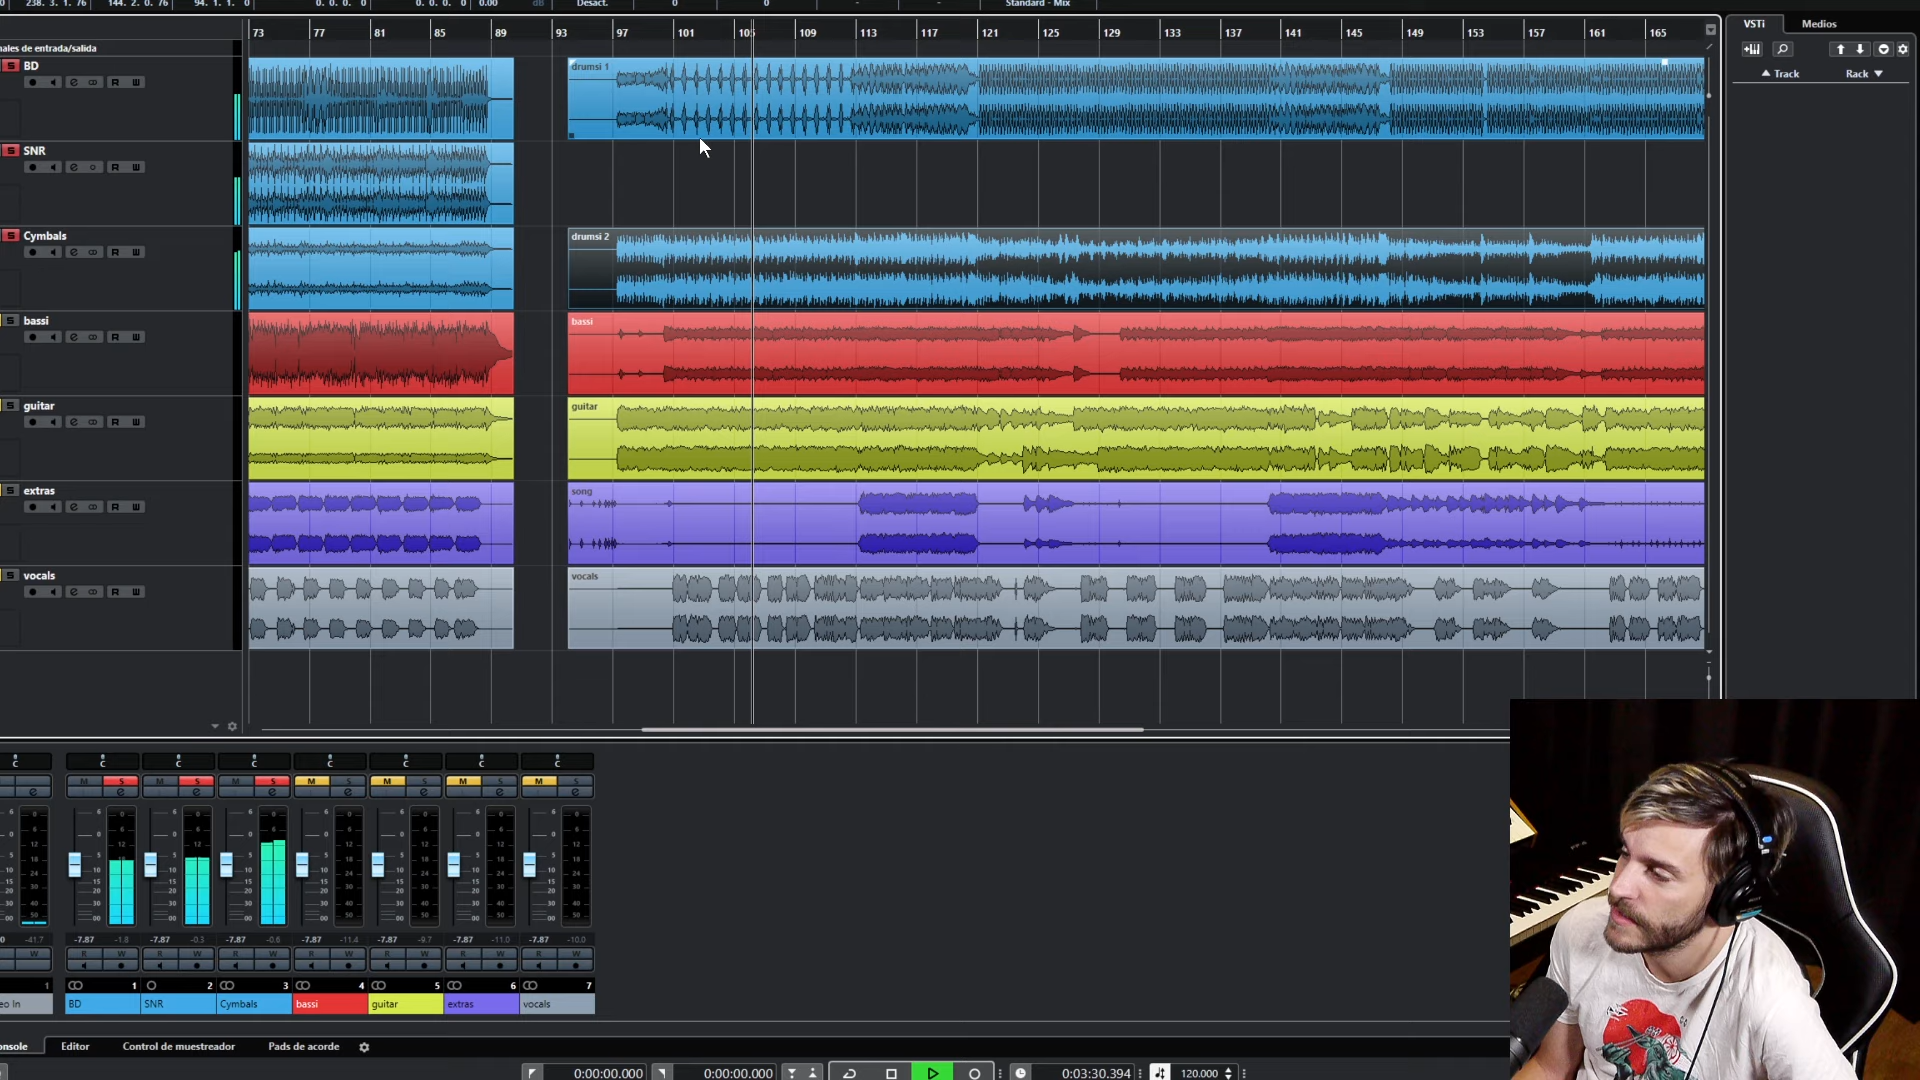 238. 3. 1. 76 144. 2. 0. 76 94. 1. 1. 0 0. 0. 0. 0 0. 0. 0. 0 0.00 dB Desact. 0 0 - - Standard - Mix
VSTi Medios
73 77 81 85 89 93 97 101 105 109 113 117 121 125 129 133 137 141 145 149 153 157 161 165
nales de entrada/salida
Track Rack
S BD
drumsi 1
S SNR
S Cymbals
drumsi 2
S bassi
bassi
S guitar
guitar
S extras
song
S vocals
vocals
C C C C C C C C
M S M S M S M S M S M S M S
-41.7 -7.87 -1.8 -7.87 -0.3 -7.87 -0.6 -7.87 -11.4 -7.87 -9.7 -7.87 -11.0 -7.87 -10.0
W R W R W R W R W R W R W R W
1 1 2 3 4 5 6 7
eo In BD SNR Cymbals bassi guitar extras vocals
onsole Editor Control de muestreador Pads de acorde
0:00:00.000 0:00:00.000 0:03:30.394 120.000